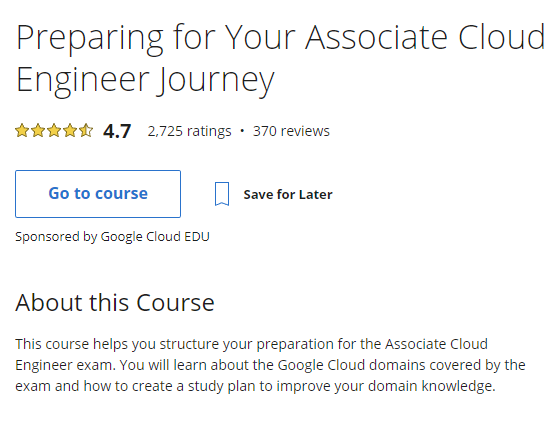 Preparing for Your Associate Cloud
Engineer Journey
4.7 2,725 ratings • 370 reviews
Go to course Save for Later
Sponsored by Google Cloud EDU
About this Course
This course helps you structure your preparation for the Associate Cloud
Engineer exam. You will learn about the Google Cloud domains covered by the
exam and how to create a study plan to improve your domain knowledge.